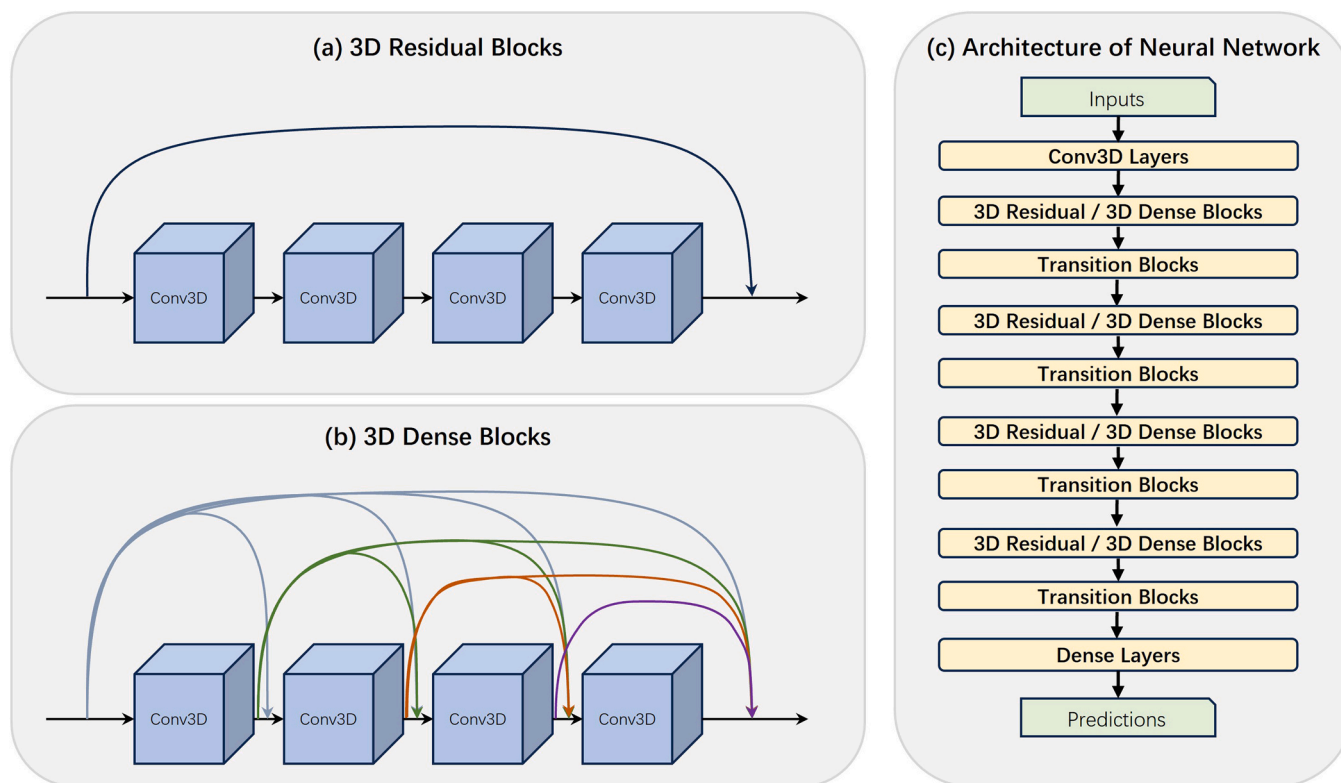 (a) 3D Residual Blocks
Conv3D
Conv3D
Conv3D
Conv3D
(b) 3D Dense Blocks
Conv3D
Conv3D
Conv3D
Conv3D
(c) Architecture of Neural Network
Inputs
Conv3D Layers
3D Residual / 3D Dense Blocks
Transition Blocks
3D Residual / 3D Dense Blocks
Transition Blocks
3D Residual / 3D Dense Blocks
Transition Blocks
3D Residual / 3D Dense Blocks
Transition Blocks
Dense Layers
Predictions